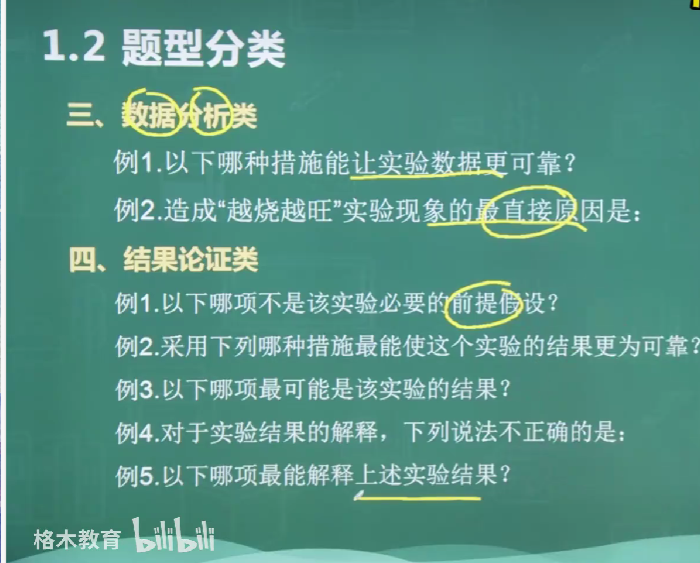 1.2 题型分类
三、数据分析类
例1.以下哪种措施能让实验数据更可靠？
例2.造成“越烧越旺”实验现象的最直接原因是：
四、结果论证类
例1.以下哪项不是该实验必要的前提假设？
例2.采用下列哪种措施最能使这个实验的结果更为可靠？
例3.以下哪项最可能是该实验的结果？
例4.对于实验结果的解释，下列说法不正确的是：
例5.以下哪项最能解释上述实验结果？
格木教育 bilibili